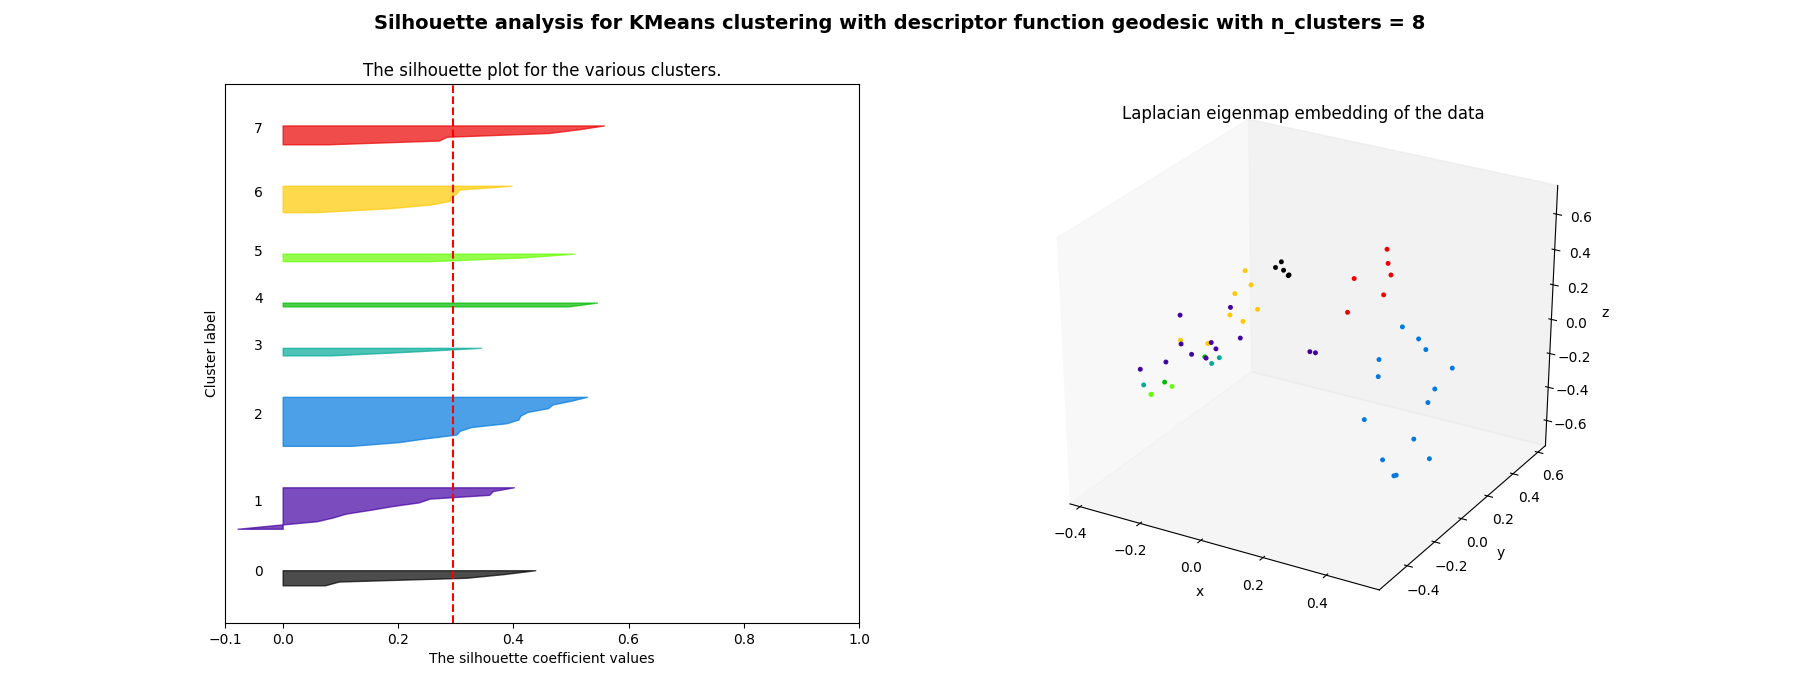 Silhouette analysis for KMeans clustering with descriptor function geodesic with n_clusters = 8
The silhouette plot for the various clusters.
7
6
5
4
3
2
1
0
Cluster label
−0.1 0.0 0.2 0.4 0.6 0.8 1.0
The silhouette coefficient values
Laplacian eigenmap embedding of the data
0.6
0.4
0.2
0.0
−0.2
−0.4
−0.6
z
0.6
0.4
0.2
0.0
−0.2
−0.4
y
−0.4
−0.2
0.0
0.2
0.4
x